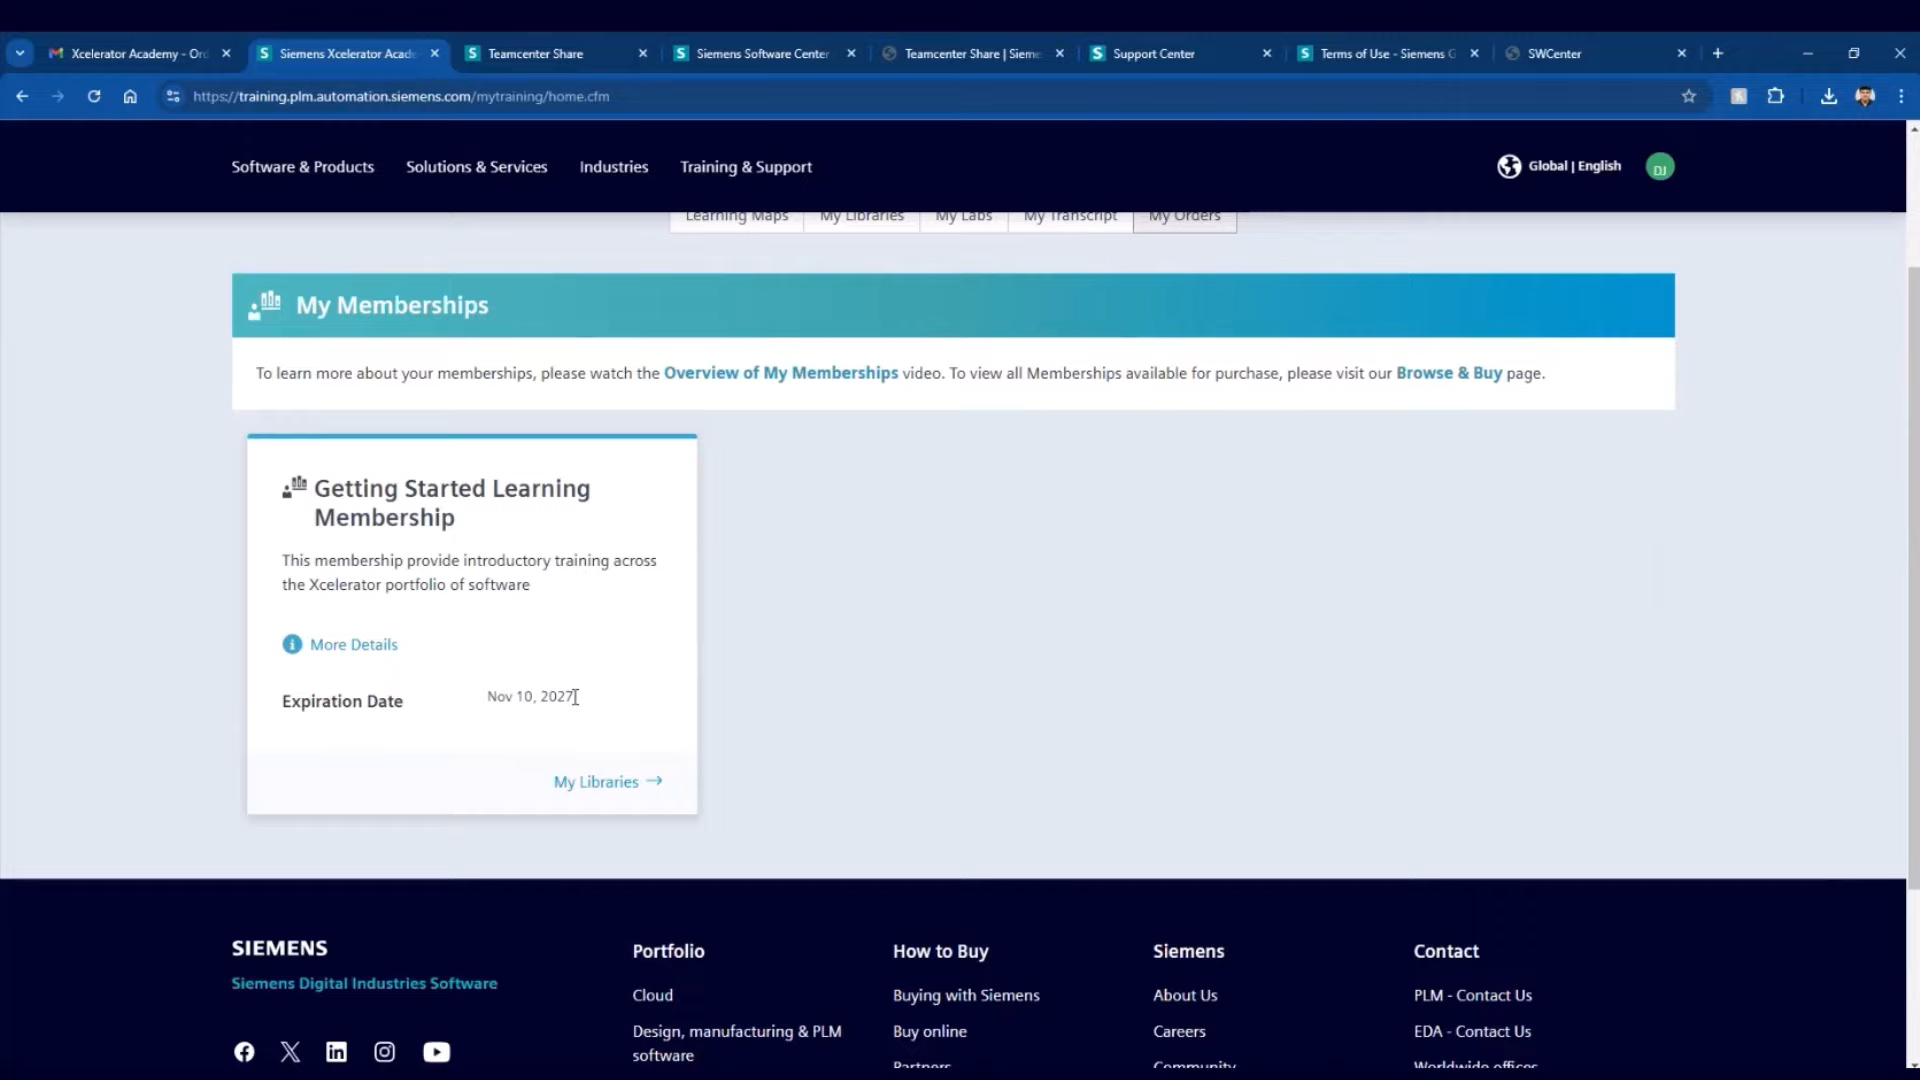 Xcelerator Academy - Ord
Siemens Xcelerator Acade
Teamcenter Share
Siemens Software Center
Teamcenter Share | Sieme
Support Center
Terms of Use - Siemens G
SWCenter
https://training.plm.automation.siemens.com/mytraining/home.cfm
Software & Products
Solutions & Services
Industries
Training & Support
Global | English
DJ
Learning Maps
My Libraries
My Labs
My Transcript
My Orders
My Memberships
To learn more about your memberships, please watch the Overview of My Memberships video. To view all Memberships available for purchase, please visit our Browse & Buy page.
Getting Started Learning
Membership
This membership provide introductory training across
the Xcelerator portfolio of software
More Details
Expiration Date
Nov 10, 2027
My Libraries
SIEMENS
Siemens Digital Industries Software
Portfolio
Cloud
Design, manufacturing & PLM
software
How to Buy
Buying with Siemens
Buy online
Partners
Siemens
About Us
Careers
Community
Contact
PLM - Contact Us
EDA - Contact Us
Worldwide offices